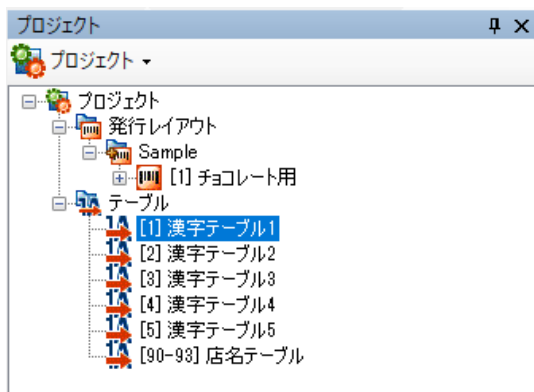 プロジェクト
プロジェクト
プロジェクト
発行レイアウト
Sample
[1] チョコレート用
テーブル
[1] 漢字テーブル1
[2] 漢字テーブル2
[3] 漢字テーブル3
[4] 漢字テーブル4
[5] 漢字テーブル5
[90-93] 店名テーブル